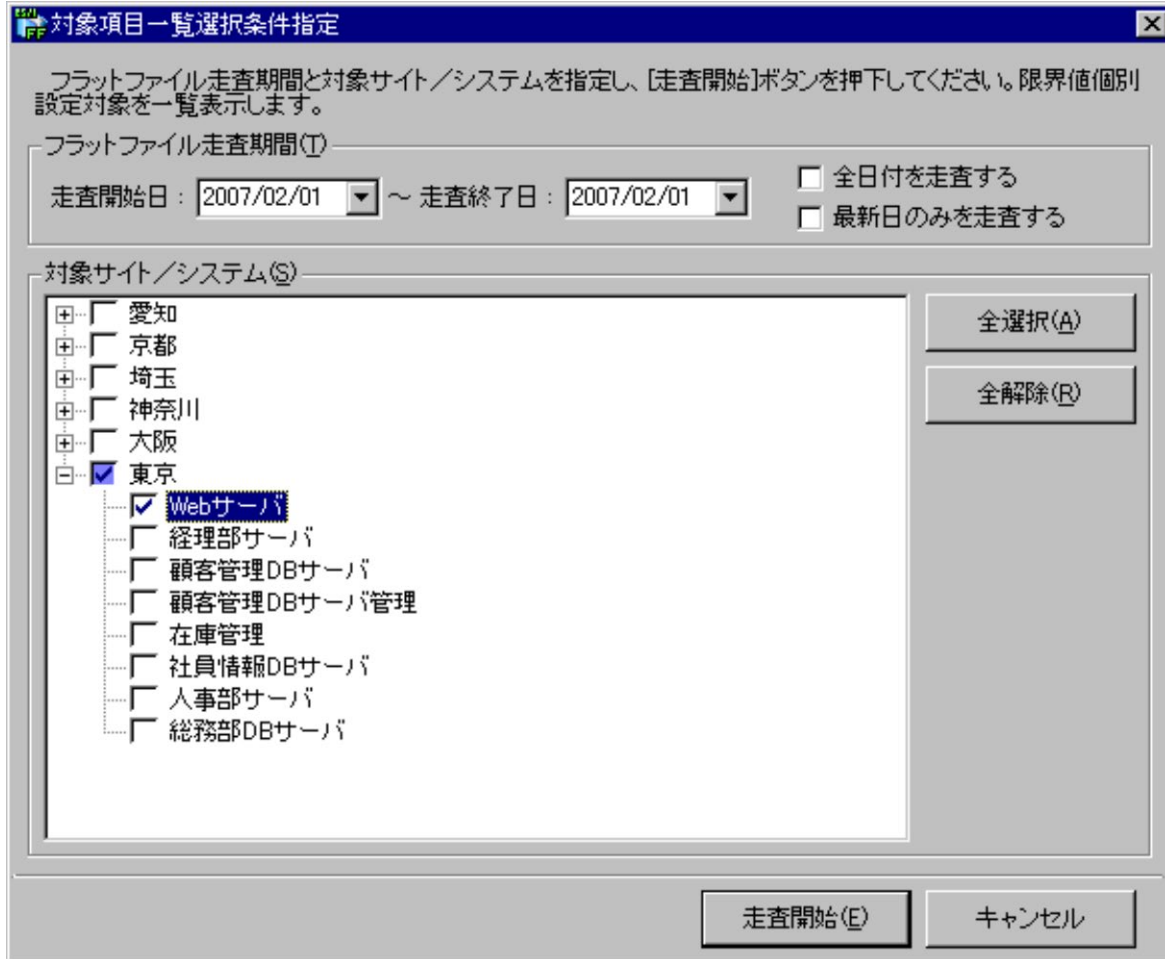 対象項目一覧選択条件指定
フラットファイル走査期間と対象サイト／システムを指定し、[走査開始]ボタンを押下してください。限界値個別
設定対象を一覧表示します。
フラットファイル走査期間(T)
走査開始日： 2007/02/01 ～ 走査終了日： 2007/02/01
全日付を走査する
最新日のみを走査する
対象サイト／システム(S)
愛知
京都
埼玉
神奈川
大阪
東京
Webサーバ
経理部サーバ
顧客管理DBサーバ
顧客管理DBサーバ管理
在庫管理
社員情報DBサーバ
人事部サーバ
総務部DBサーバ
全選択(A)
全解除(R)
走査開始(E)
キャンセル